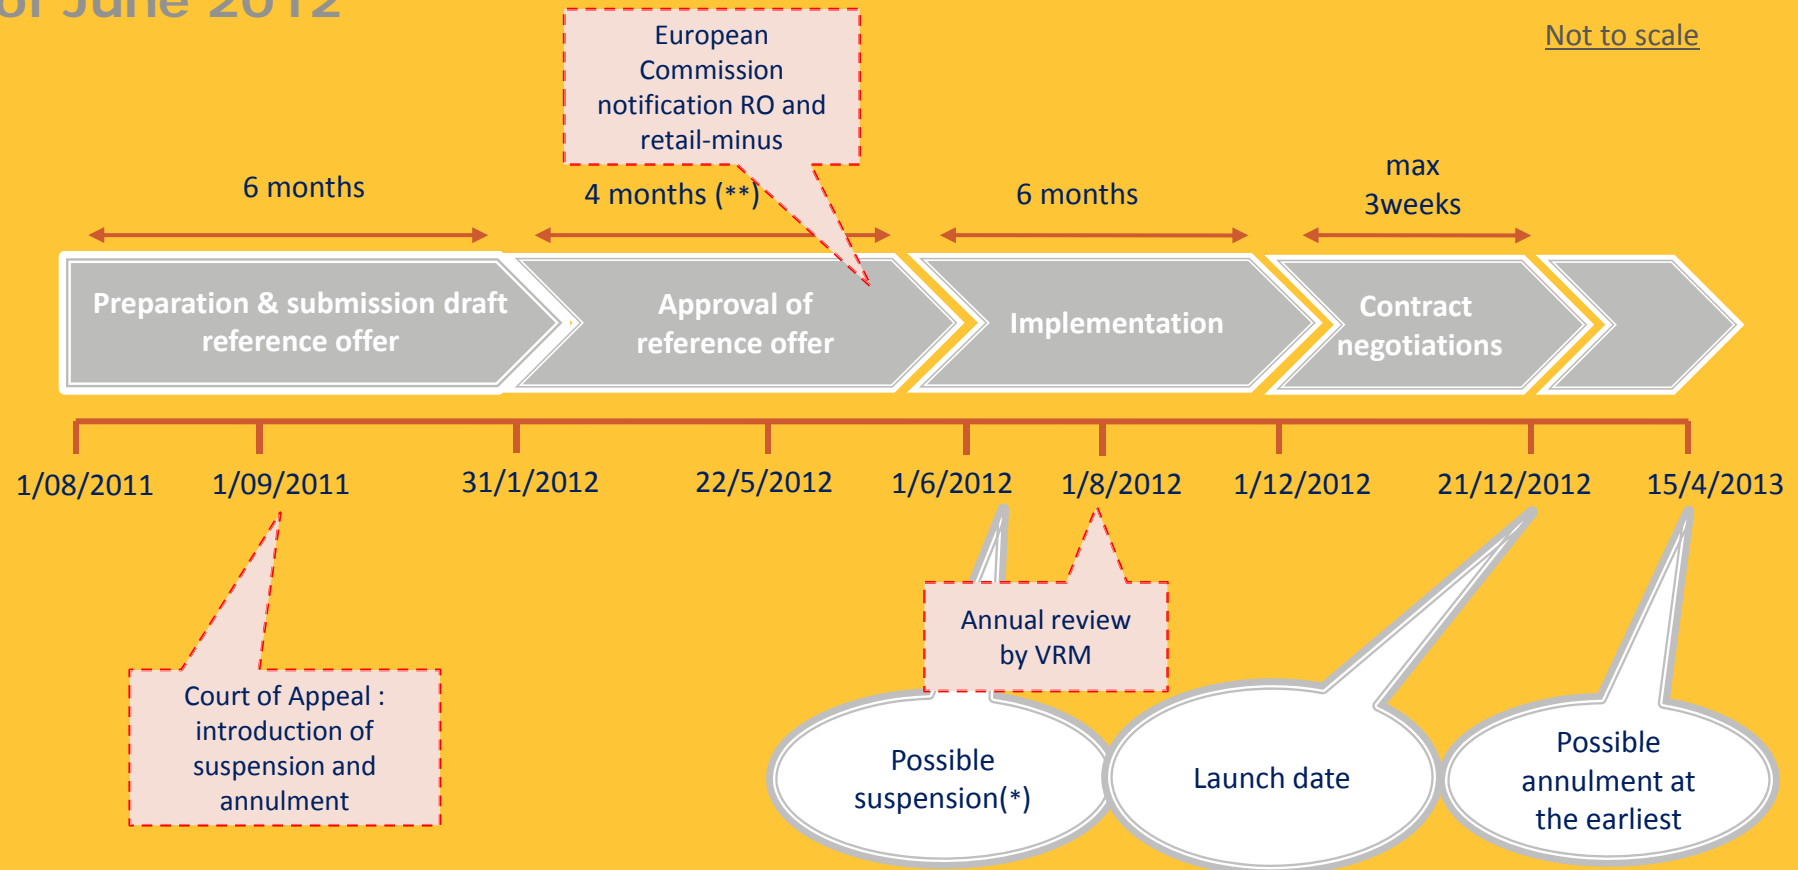 of June 2012
Not to scale
European
Commission
notification RO and
retail-minus
6 months
4 months (**)
6 months
max
3weeks
Preparation & submission draft
reference offer
Approval of
reference offer
Implementation
Contract
negotiations
1/08/2011
1/09/2011
31/1/2012
22/5/2012
1/6/2012
1/8/2012
1/12/2012
21/12/2012
15/4/2013
Annual review
by VRM
Court of Appeal :
introduction of
suspension and
annulment
Possible
suspension(*)
Launch date
Possible
annulment at
the earliest